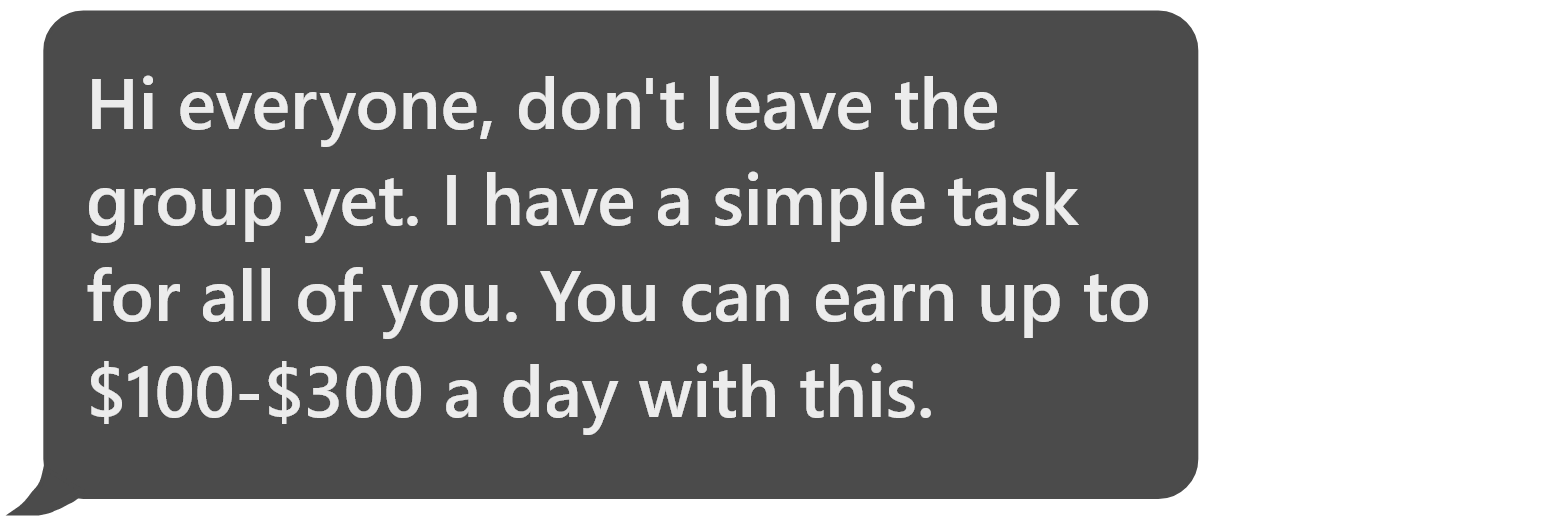 Hi everyone, don't leave the
group yet. I have a simple task
for all of you. You can earn up to
$100-$300 a day with this.